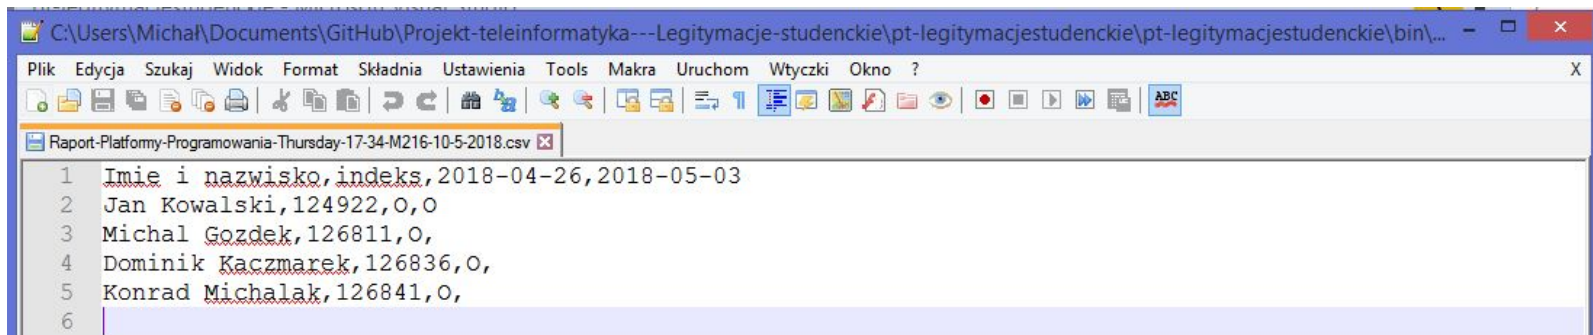 C:\Users\Michał\Documents\GitHub\Projekt-teleinformatyka---Legitymacje-studenckie\pt-legitymacjestudenckie\pt-legitymacjestudenckie\bin\...
Plik Edycja Szukaj Widok Format Składnia Ustawienia Tools Makra Uruchom Wtyczki Okno ? X
ABC
Raport-Platformy-Programowania-Thursday-17-34-M216-10-5-2018.csv
1 Imie i nazwisko,indeks,2018-04-26,2018-05-03
2 Jan Kowalski,124922,O,O
3 Michal Gozdek,126811,O,
4 Dominik Kaczmarek,126836,O,
5 Konrad Michalak,126841,O,
6